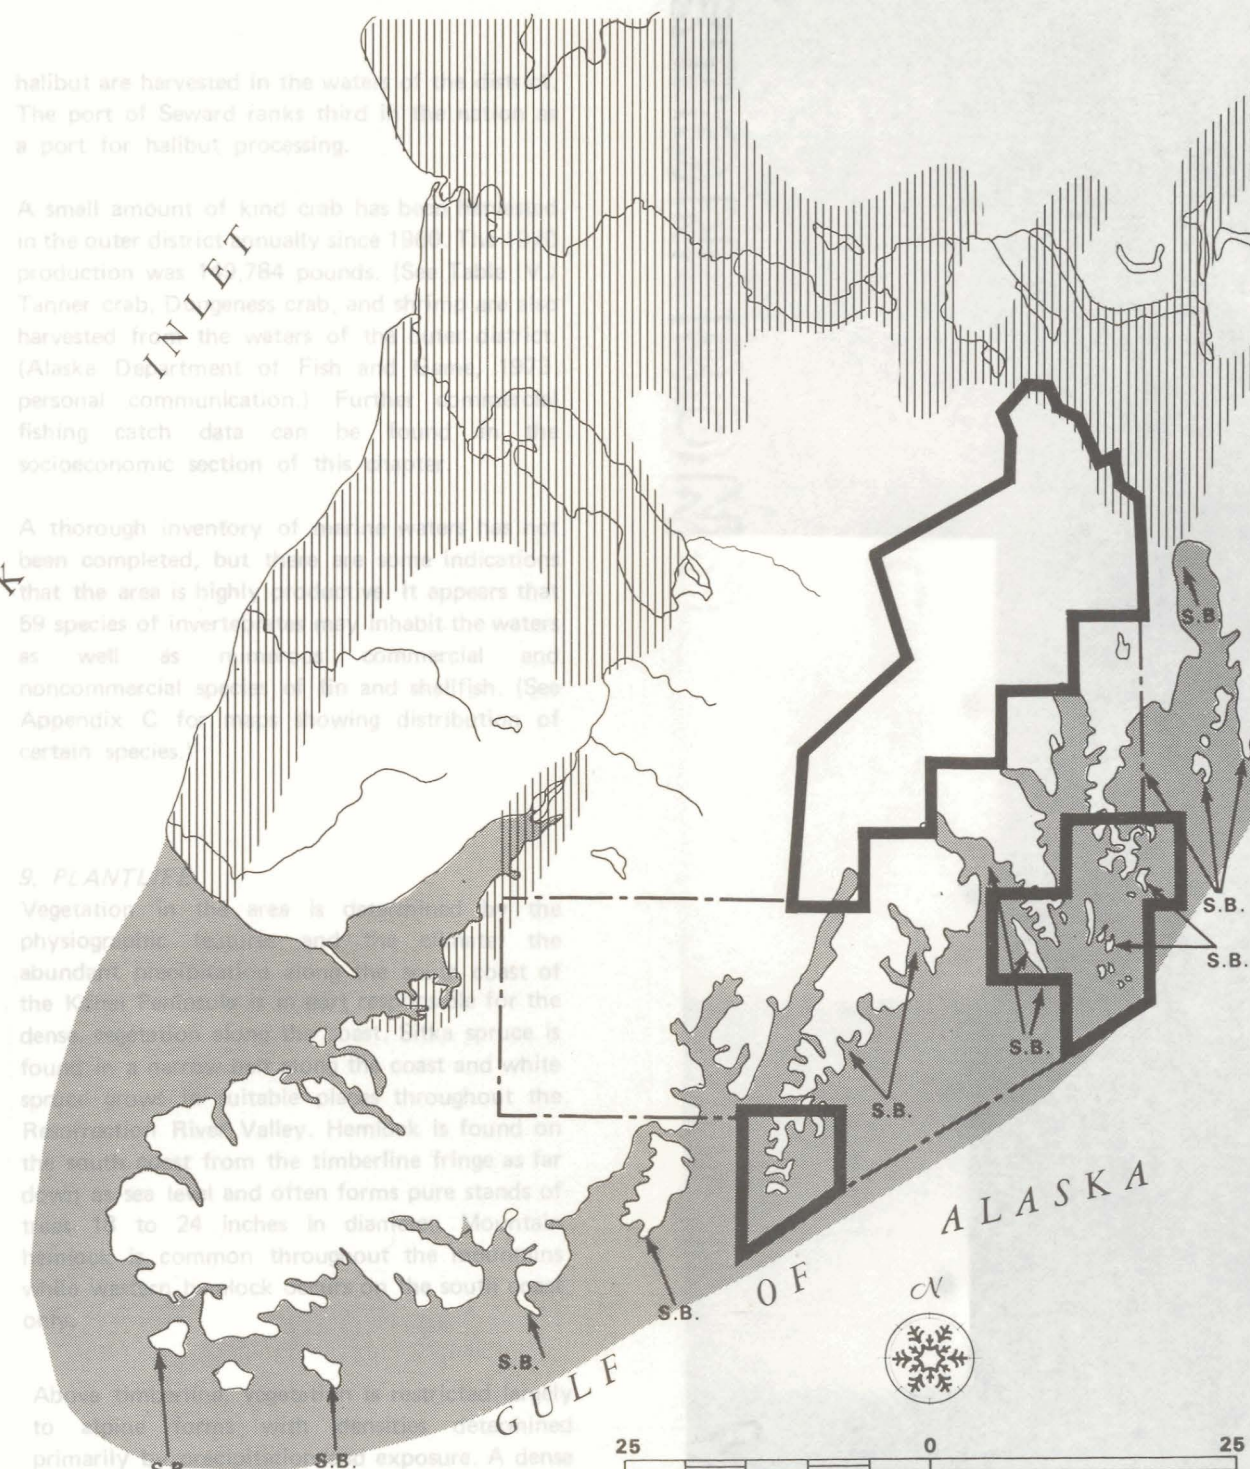 halibut are harvested in the waters of the district.
The port of Seward ranks third in the nation as
a port for halibut processing.
A small amount of kind crab has been harvested
in the outer district annually since 1960. The
production was ,784 pounds. (See Table IV.)
Tanner crab, Dungeness crab, and shrimp are also
harvested from the waters of the outer district.
(Alaska Department of Fish and Game,
personal communication.) Further commercial
fishing catch data can be found in the
socioeconomic section of this chapter.
A thorough inventory of marine waters has not
been completed, but there are some indications
that the area is highly productive. It appears that
59 species of invertebrates may inhabit the waters
as well as numerous commercial and
noncommercial species of fin and shellfish. (See
Appendix C for maps showing distribution of
certain species.
9. PLANTLIFE
Vegetation in the area is determined by the
physiographic features and the climate; the
abundant precipitation along the south coast of
the Kenai Peninsula is in part responsible for the
dense vegetation along the coast. Sitka spruce is
found in a narrow belt along the coast and white
spruce grows in suitable places throughout the
Resurrection River Valley. Hemlock is found on
the south coast from the timberline fringe as far
down as sea level and often forms pure stands of
trees 18 to 24 inches in diameter. Mountain
hemlock is common throughout the mountains
while western hemlock occurs on the south coast
only.
Above timberline, vegetation is restricted largely
to alpine forms with densities determined
primarily by precipitation and exposure. A dense
K
INLET
GULF
OF
ALASKA
N
S.B.
S.B.
S.B.
S.B.
S.B.
S.B.
S.B.
S.B.
S.B.
25
0
25